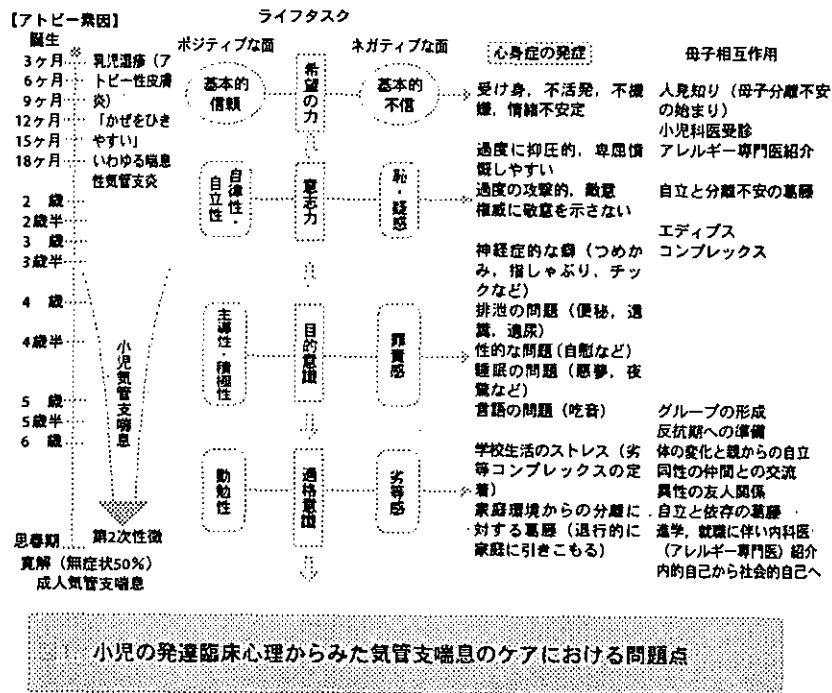 【アトピー素因】
誕生
3ヶ月
6ヶ月
9ヶ月
12ヶ月
15ヶ月
18ヶ月
2 歳
2歳半
3 歳
3歳半
4 歳
4歳半
5 歳
5歳半
6 歳
思春期
乳児湿疹（ア
トピー性皮膚
炎）
「かぜをひき
やすい」
いわゆる喘息
性気管支炎
小児気管支喘息
第2次性徴
寛解（無症状50％）
成人気管支喘息
ライフタスク
ポジティブな面
ネガティブな面
基本的
信頼
希望の力
基本的
不信
自律性・
自立性
意志力
恥・疑惑
主導性・積極性
目的意識
罪責感
勤勉性
適格意識
劣等感
心身症の発症
受け身，不活発，不機
嫌，情緒不安定
過度に抑圧的，卑屈憤
慨しやすい
過度の攻撃的，敵意
権威に敬意を示さない
神経症的な癖（つめか
み，指しゃぶり，チッ
クなど）
排泄の問題（便秘，遺
糞，遺尿）
性的な問題（自慰など）
睡眠の問題（悪夢，夜
驚など）
言語の問題（吃音）
学校生活のストレス（劣
等コンプレックスの定
着）
家庭環境からの分離に
対する葛藤（退行的に
家庭に引きこもる）
母子相互作用
人見知り（母子分離不安
の始まり）
小児科医受診
アレルギー専門医紹介
自立と分離不安の葛藤
エディプス
コンプレックス
グループの形成
反抗期への準備
体の変化と親からの自立
同性の仲間との交流
異性の友人関係
自立と依存の葛藤
進学，就職に伴い内科医
（アレルギー専門医）紹介
内的自己から社会的自己へ
小児の発達臨床心理からみた気管支喘息のケアにおける問題点